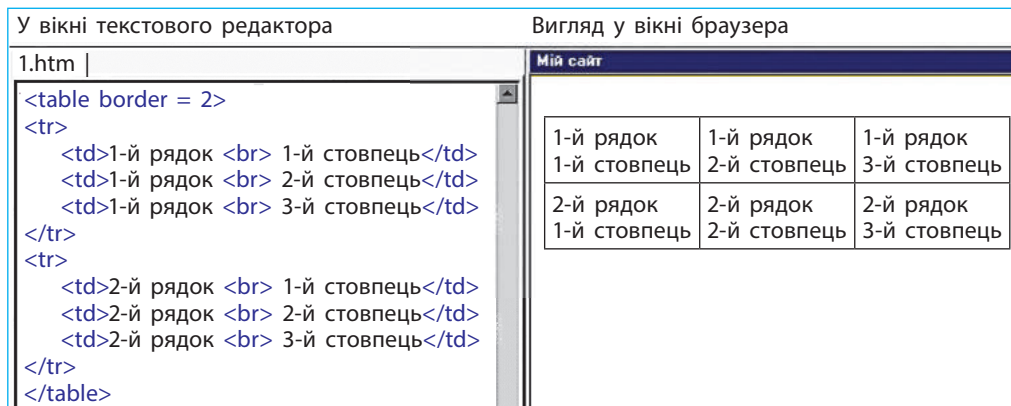 У вікні текстового редактора
Вигляд у вікні браузера
1.htm |
Мій сайт
<table border = 2>
<tr>
<td>1-й рядок <br> 1-й стовпець</td>
<td>1-й рядок <br> 2-й стовпець</td>
<td>1-й рядок <br> 3-й стовпець</td>
</tr>
<tr>
<td>2-й рядок <br> 1-й стовпець</td>
<td>2-й рядок <br> 2-й стовпець</td>
<td>2-й рядок <br> 3-й стовпець</td>
</tr>
</table>
1-й рядок 1-й рядок 1-й рядок
1-й стовпець 2-й стовпець 3-й стовпець
2-й рядок 2-й рядок 2-й рядок
1-й стовпець 2-й стовпець 3-й стовпець